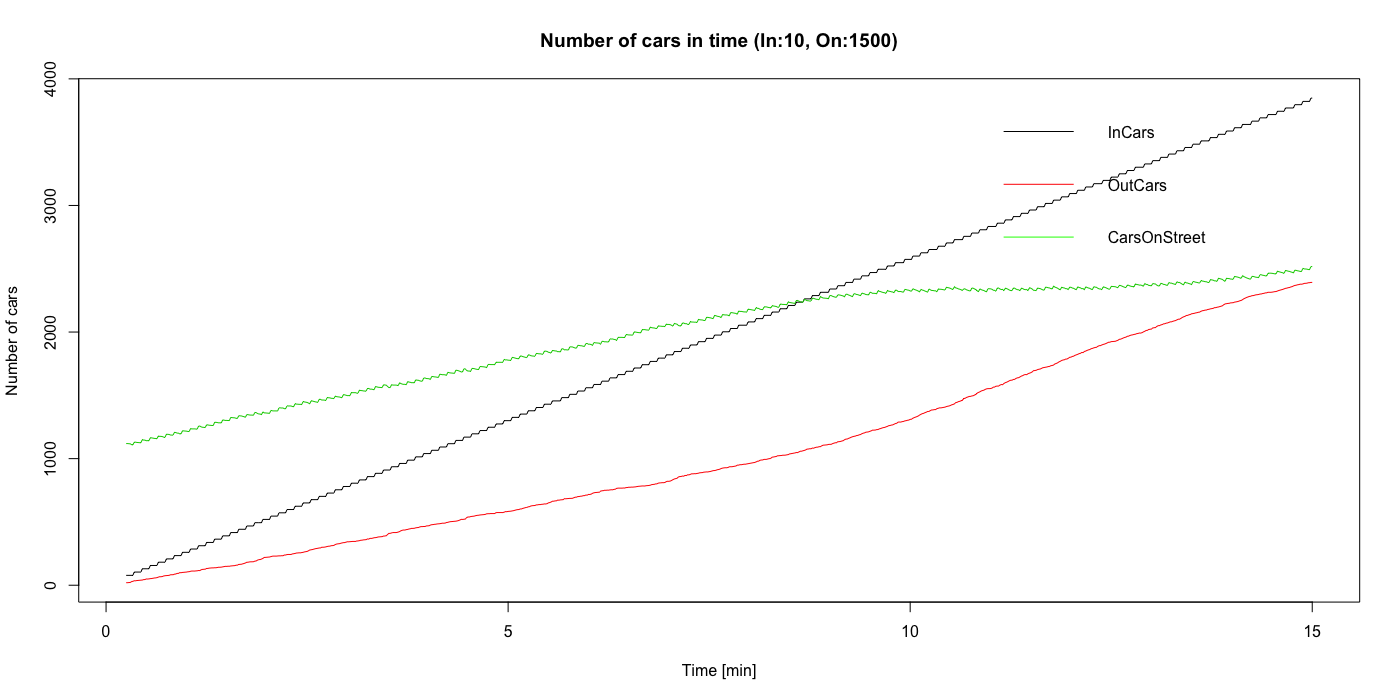 Number of cars in time (In:10, On:1500)
Number of cars
4000
3000
2000
1000
0
InCars
OutCars
CarsOnStreet
0 5 10 15
Time [min]